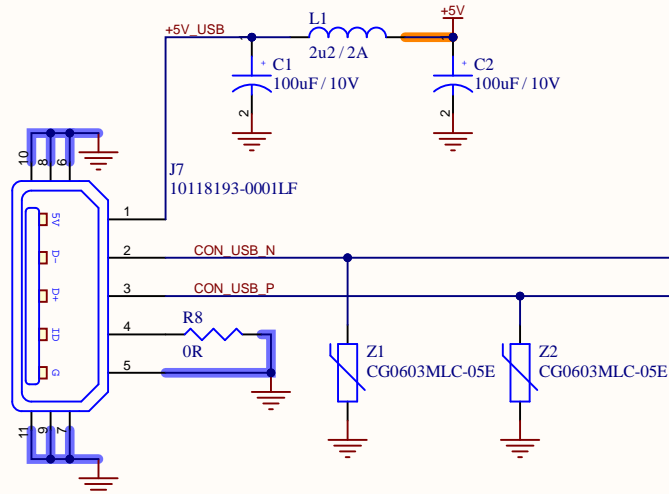 +5V
L1
+5V_USB
1
1
2u2 / 2A
+
C1
100uF / 10V
+
C2
100uF / 10V
2
2
10
8
6
J7
10118193-0001LF
5V
1
D-
2
CON_USB_N
D+
3
CON_USB_P
ID
4
R8
0R
G
5
Z1
CG0603MLC-05E
Z2
CG0603MLC-05E
11
9
7